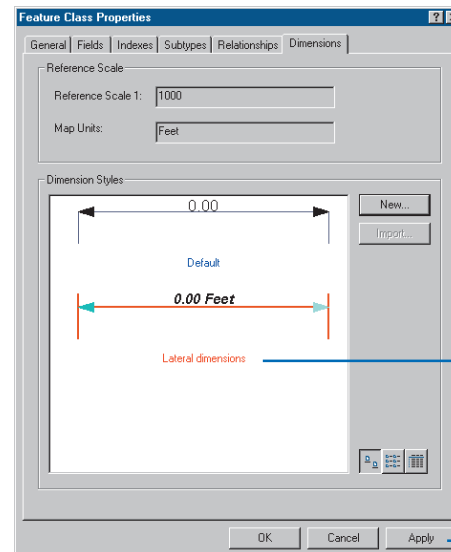 Feature Class Properties
General Fields Indexes Subtypes Relationships Dimensions
Reference Scale
Reference Scale 1: 1000
Map Units: Feet
Dimension Styles
0.00
New...
Import...
Default
0.00 Feet
Lateral dimensions
OK Cancel Apply